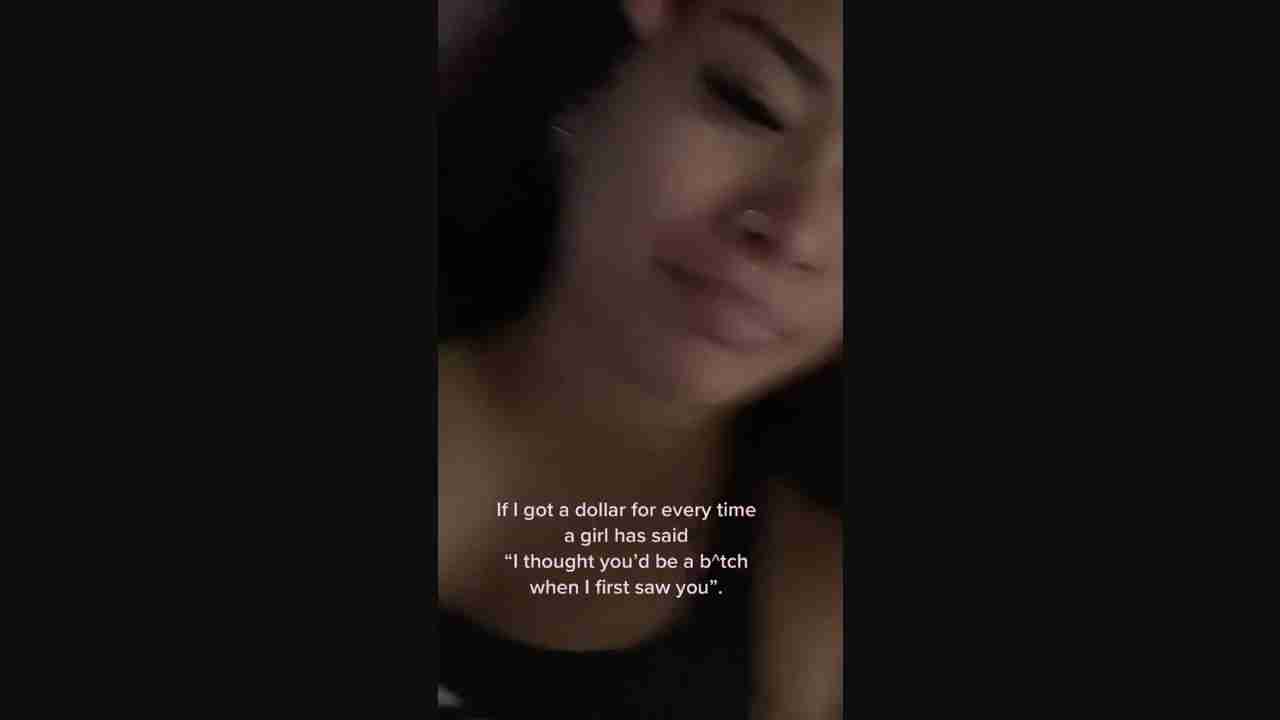 If I got a dollar for every time
a girl has said
“I thought you’d be a b^tch
when I first saw you”.